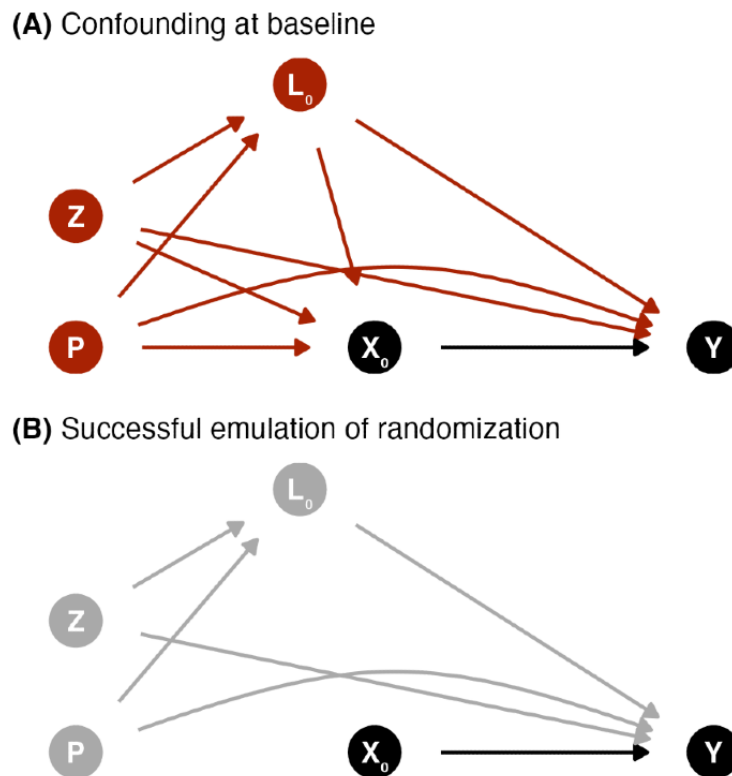 (A) Confounding at baseline
L₀
Z
P
X₀
Y
(B) Successful emulation of randomization
L₀
Z
P
X₀
Y